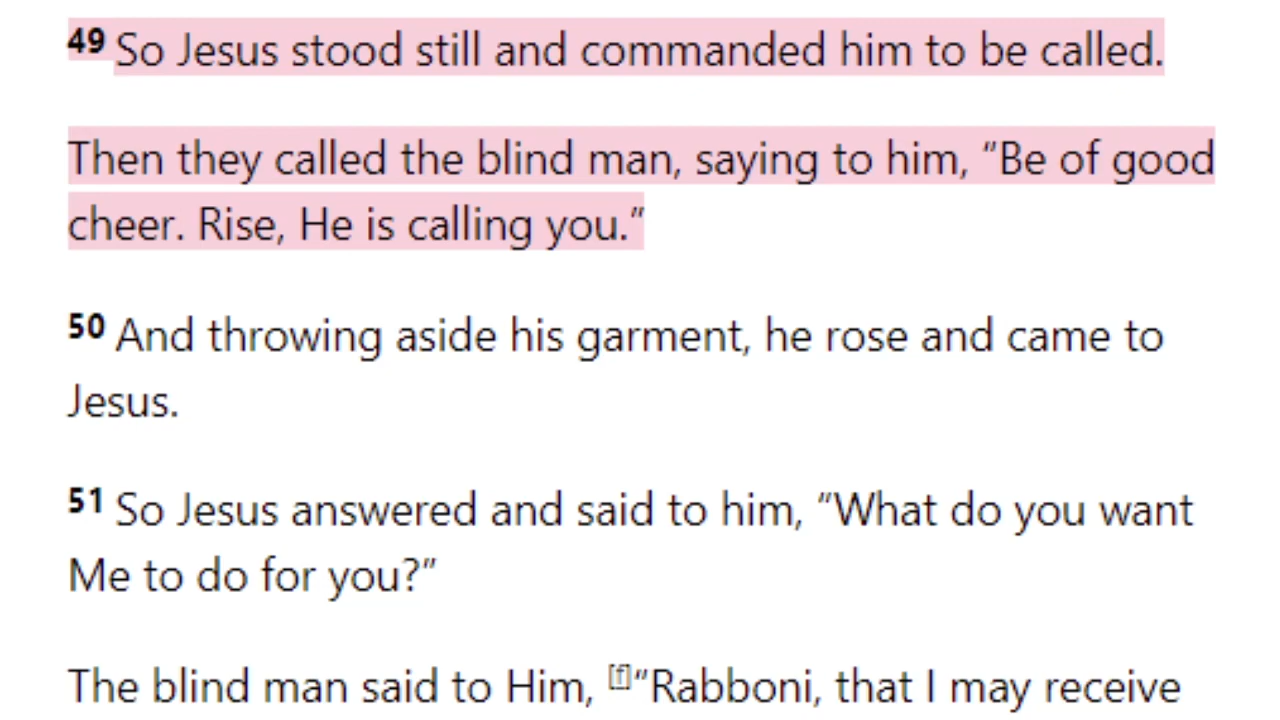 49 So Jesus stood still and commanded him to be called.
Then they called the blind man, saying to him, “Be of good
cheer. Rise, He is calling you.”
50 And throwing aside his garment, he rose and came to
Jesus.
51 So Jesus answered and said to him, “What do you want
Me to do for you?”
The blind man said to Him, [f]“Rabboni, that I may receive